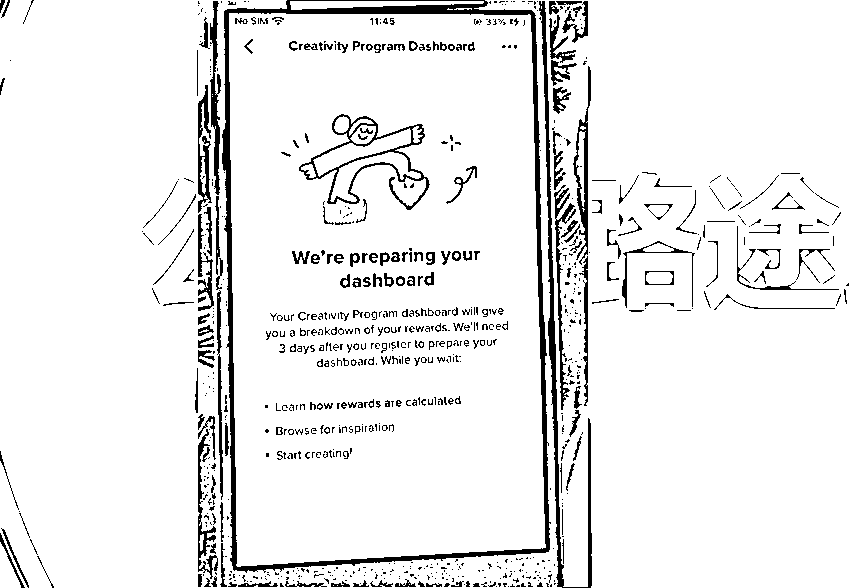 No SIM 11:45 33%
Creativity Program Dashboard
We're preparing your
dashboard
Your Creativity Program dashboard will give
you a breakdown of your rewards. We'll need
3 days after you register to prepare your
dashboard. While you wait:
• Learn how rewards are calculated
• Browse for inspiration
• Start creating!
路途